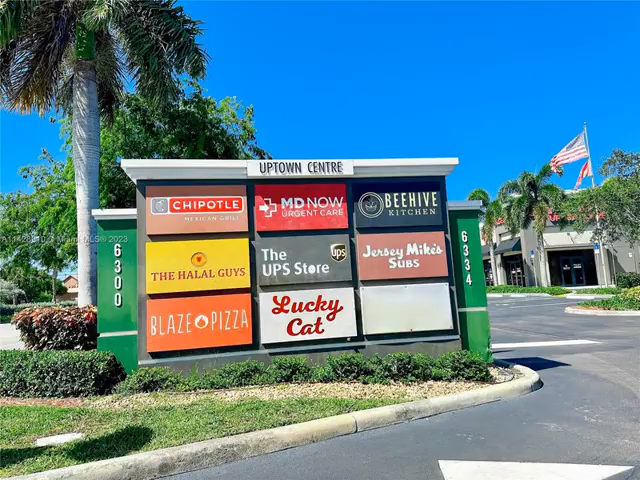 UPTOWN CENTRE
CHIPOTLE
MEXICAN GRILL
MD NOW
URGENT CARE
BEEHIVE
KITCHEN
THE HALAL GUYS
The
UPS Store
ups
Jersey Mike's
SUBS
BLAZE PIZZA
Lucky
Cat
6300
6334